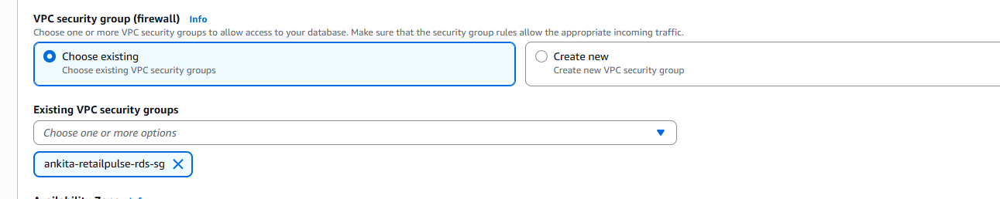 VPC security group (firewall) Info
Choose one or more VPC security groups to allow access to your database. Make sure that the security group rules allow the appropriate incoming traffic.
Choose existing
Choose existing VPC security groups
Create new
Create new VPC security group
Existing VPC security groups
Choose one or more options
ankita-retailpulse-rds-sg